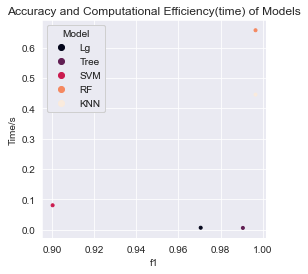 Accuracy and Computational Efficiency(time) of Models
Model
Lg
Tree
SVM
RF
KNN
Time/s
0.6
0.5
0.4
0.3
0.2
0.1
0.0
0.90 0.92 0.94 0.96 0.98 1.00
f1